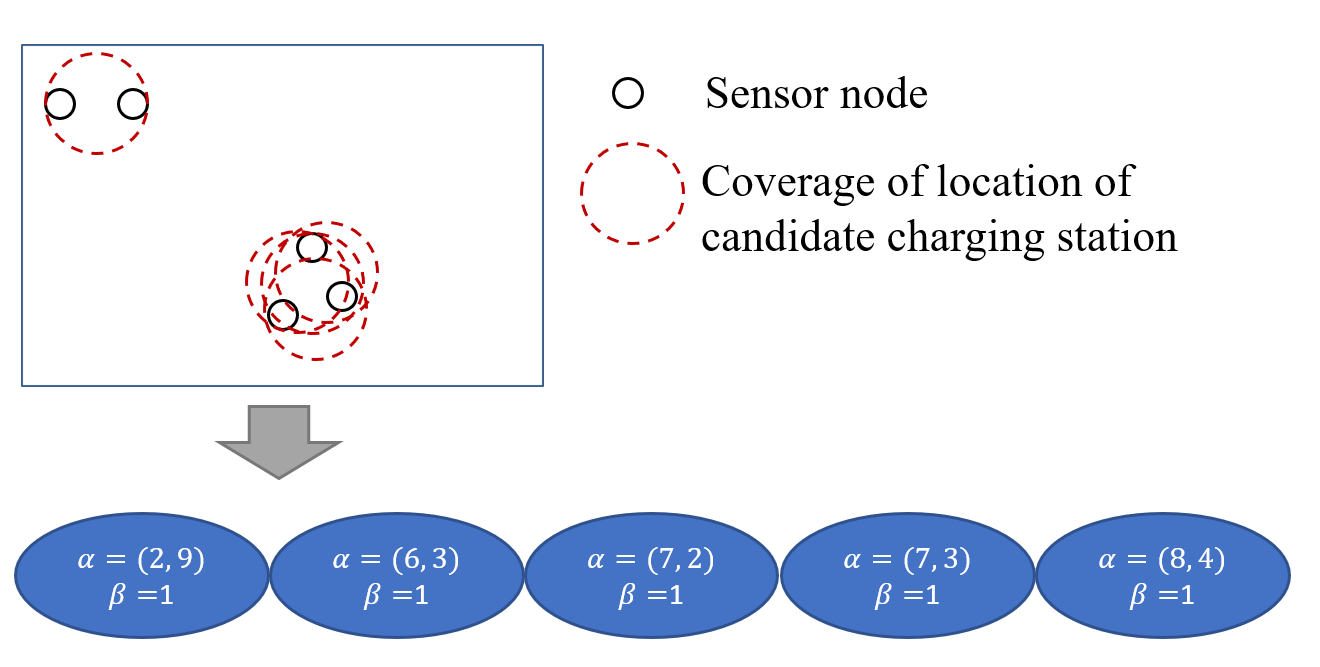 Sensor node
Coverage of location of
candidate charging station
α = (2, 9)
β =1
α = (6, 3)
β =1
α = (7, 2)
β =1
α = (7, 3)
β =1
α = (8, 4)
β =1